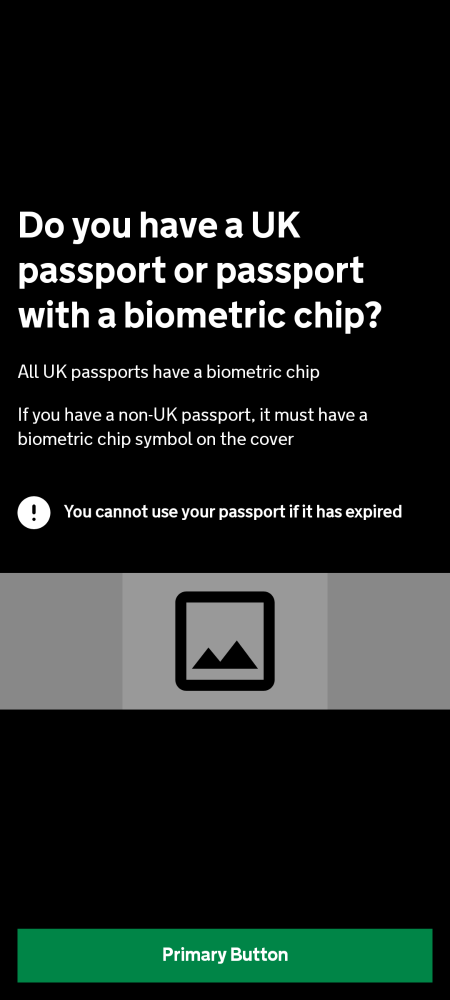 Do you have a UK
passport or passport
with a biometric chip?
All UK passports have a biometric chip
If you have a non-UK passport, it must have a
biometric chip symbol on the cover
You cannot use your passport if it has expired
Primary Button